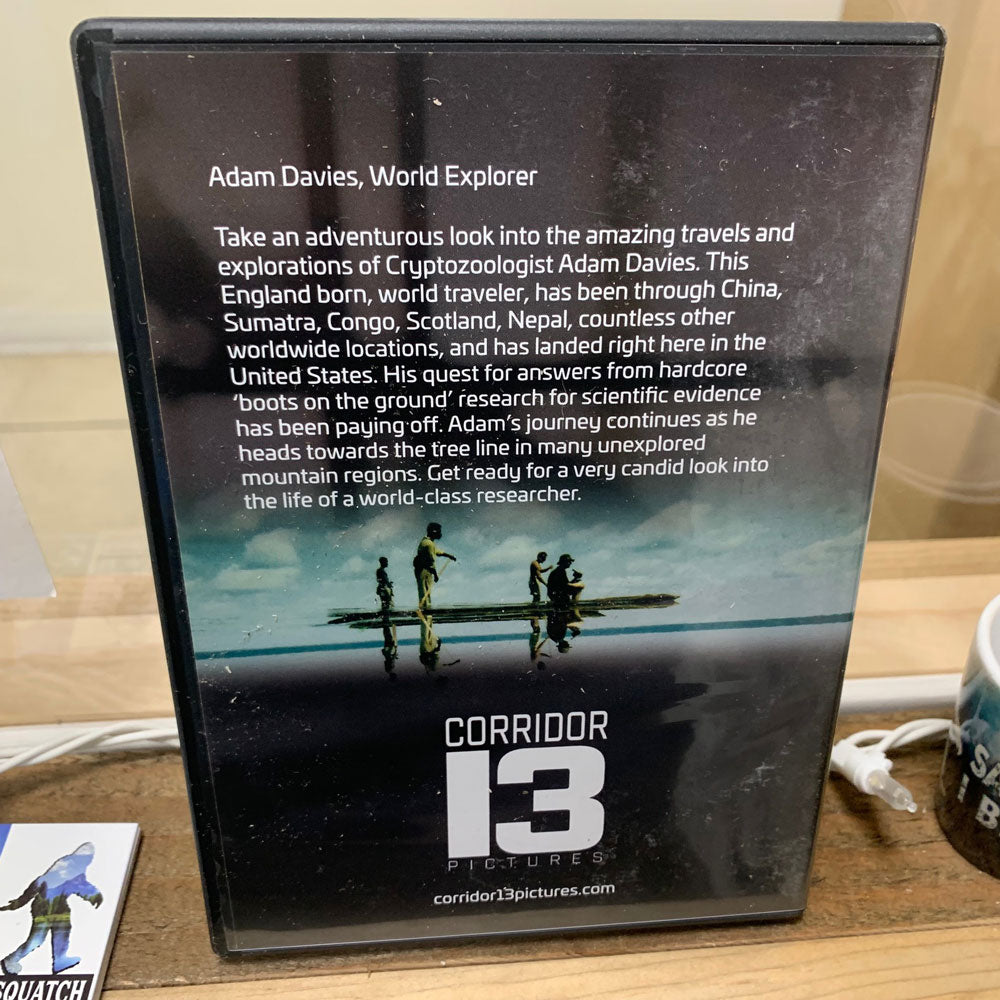 Adam Davies, World Explorer
Take an adventurous look into the amazing travels and
explorations of Cryptozoologist Adam Davies. This
England born, world traveler, has been through China,
Sumatra, Congo, Scotland, Nepal, countless other
worldwide locations, and has landed right here in the
United States. His quest for answers from hardcore
‘boots on the ground’ research for scientific evidence
has been paying off. Adam’s journey continues as he
heads towards the tree line in many unexplored
mountain regions. Get ready for a very candid look into
the life of a world-class researcher.
CORRIDOR
13
PICTURES
corridor13pictures.com
SQUATCH